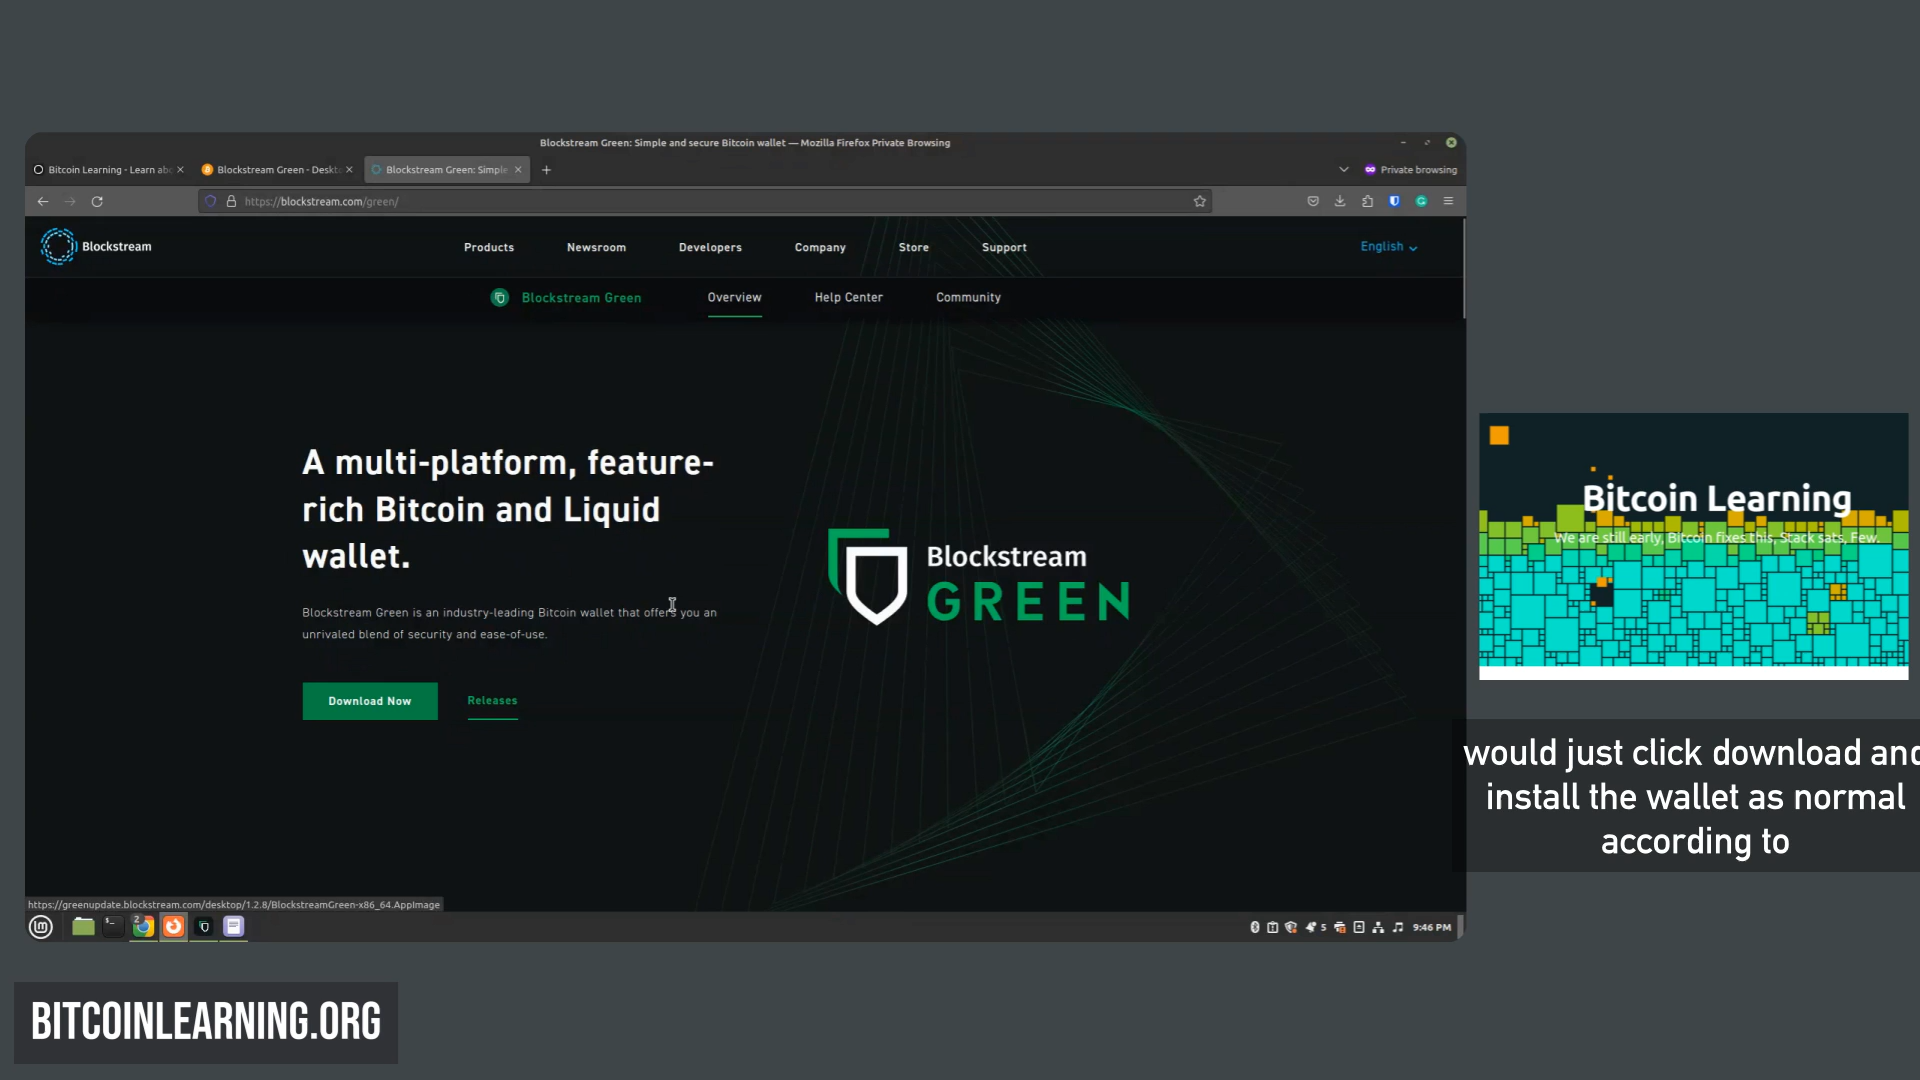 Blockstream Green: Simple and secure Bitcoin wallet — Mozilla Firefox Private Browsing
Bitcoin Learning - Learn abo
Blockstream Green - Deskt
Blockstream Green: Simple
Private browsing
https://blockstream.com/green/
Blockstream
Products
Newsroom
Developers
Company
Store
Support
English
Blockstream Green
Overview
Help Center
Community
A multi-platform, feature-
rich Bitcoin and Liquid
wallet.
Blockstream Green is an industry-leading Bitcoin wallet that offers you an
unrivaled blend of security and ease-of-use.
Download Now
Releases
Blockstream
GREEN
Bitcoin Learning
We are still early, Bitcoin fixes this, Stack sats, Few.
would just click download and
install the wallet as normal
according to
https://greenupdate.blockstream.com/desktop/1.2.8/BlockstreamGreen-x86_64.AppImage
2
5
9:46 PM
BITCOINLEARNING.ORG